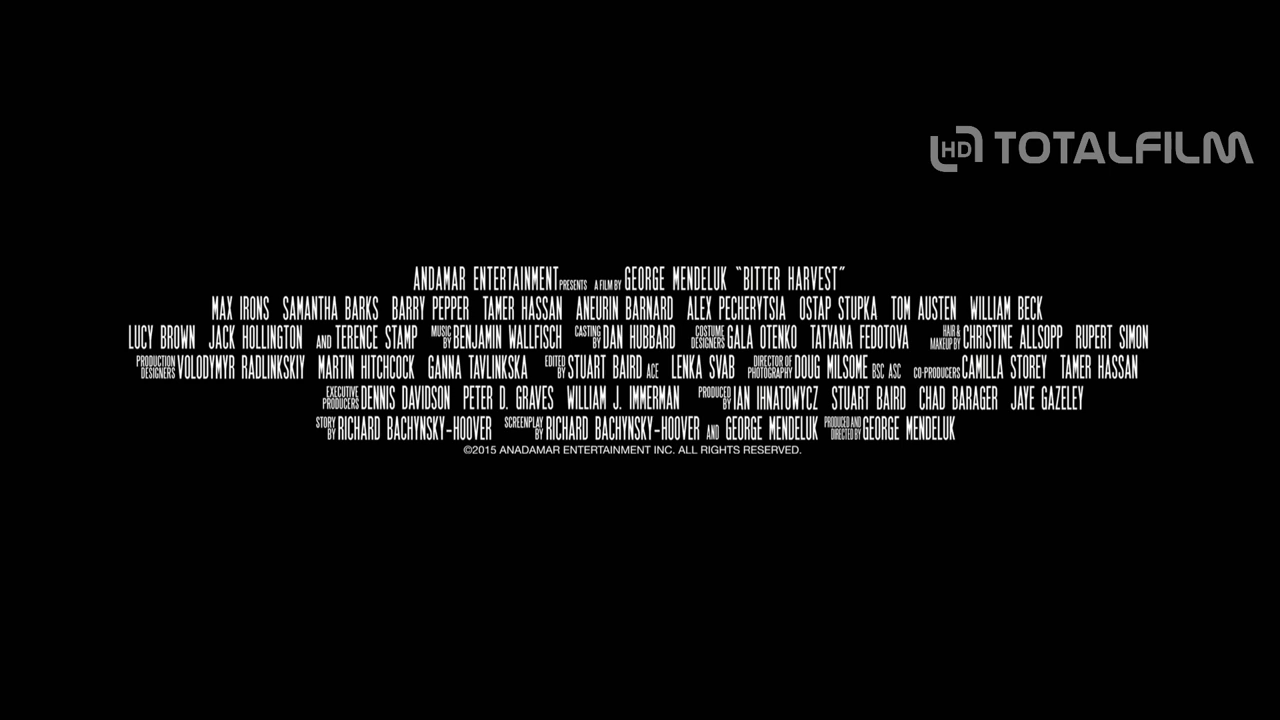 HD TOTALFILM
ANDAMAR ENTERTAINMENT PRESENTS A FILM BY GEORGE MENDELUK "BITTER HARVEST"
MAX IRONS SAMANTHA BARKS BARRY PEPPER TAMER HASSAN ANEURIN BARNARD ALEX PECHERYTSIA OSTAP STUPKA TOM AUSTEN WILLIAM BECK
LUCY BROWN JACK HOLLINGTON AND TERENCE STAMP MUSIC BY BENJAMIN WALLFISCH CASTING BY DAN HUBBARD COSTUME DESIGNERS GALA OTENKO TATYANA FEDOTOVA HAIR & MAKEUP BY CHRISTINE ALLSOPP RUPERT SIMON
PRODUCTION DESIGNERS VOLODYMYR RADLINKSKIY MARTIN HITCHCOCK GANNA TAVLINKSKA EDITED BY STUART BAIRD ACE LENKA SVAB DIRECTOR OF PHOTOGRAPHY DOUG MILSOME BSC ASC CO-PRODUCERS CAMILLA STOREY TAMER HASSAN
EXECUTIVE PRODUCERS DENNIS DAVIDSON PETER D. GRAVES WILLIAM J. IMMERMAN PRODUCED BY IAN IHNATOWYCZ STUART BAIRD CHAD BARAGER JAYE GAZELEY
STORY BY RICHARD BACHYNSKY-HOOVER SCREENPLAY BY RICHARD BACHYNSKY-HOOVER AND GEORGE MENDELUK PRODUCED AND DIRECTED BY GEORGE MENDELUK
©2015 ANADAMAR ENTERTAINMENT INC. ALL RIGHTS RESERVED.